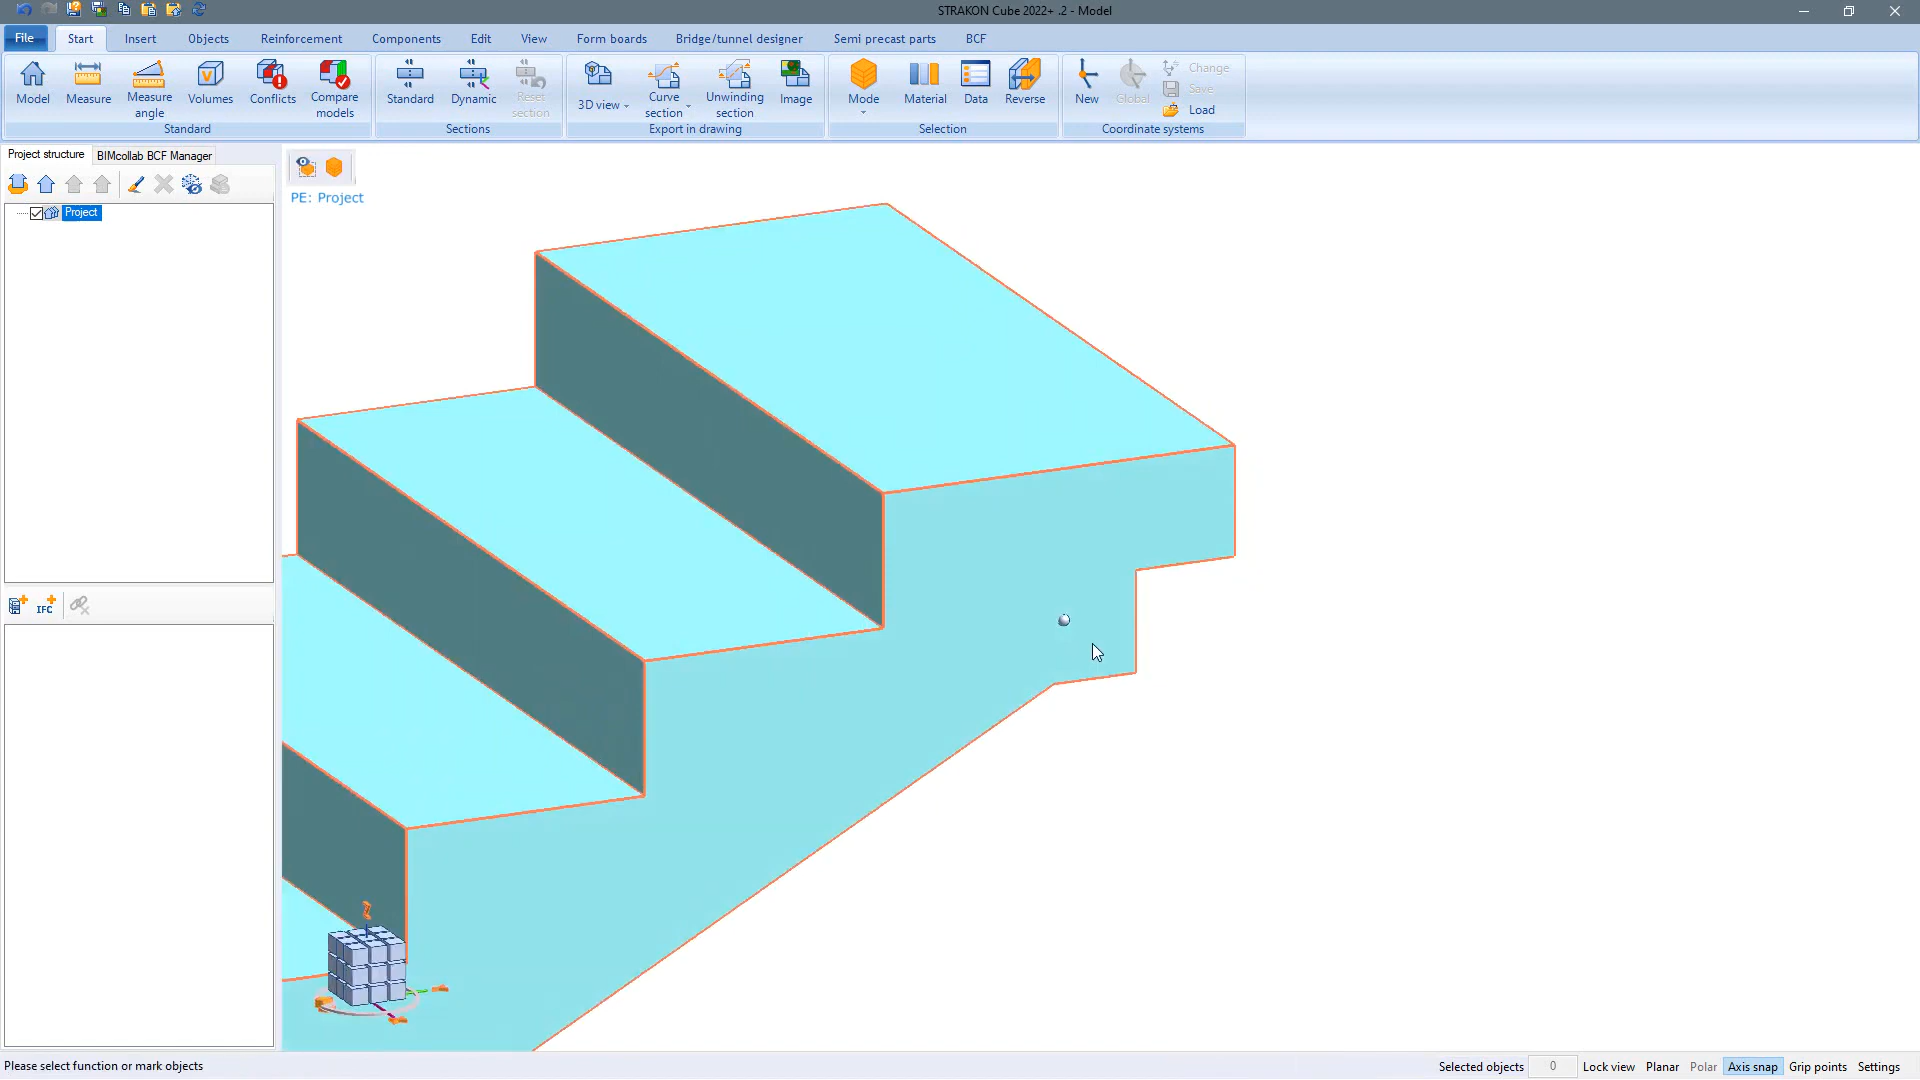 STRAKON Cube 2022+ .2 - Model
File Start Insert Objects Reinforcement Components Edit View Form boards Bridge/tunnel designer Semi precast parts BCF
Model Measure Measure angle Volumes Conflicts Compare models
Standard
Standard Dynamic Reset section
Sections
3D view Curve section Unwinding section Image
Export in drawing
Mode Material Data Reverse
Selection
New Global Change
Save
Load
Coordinate systems
Project structure BIMcollab BCF Manager
Project
PE: Project
IFC
Please select function or mark objects
Selected objects 0 Lock view Planar Polar Axis snap Grip points Settings